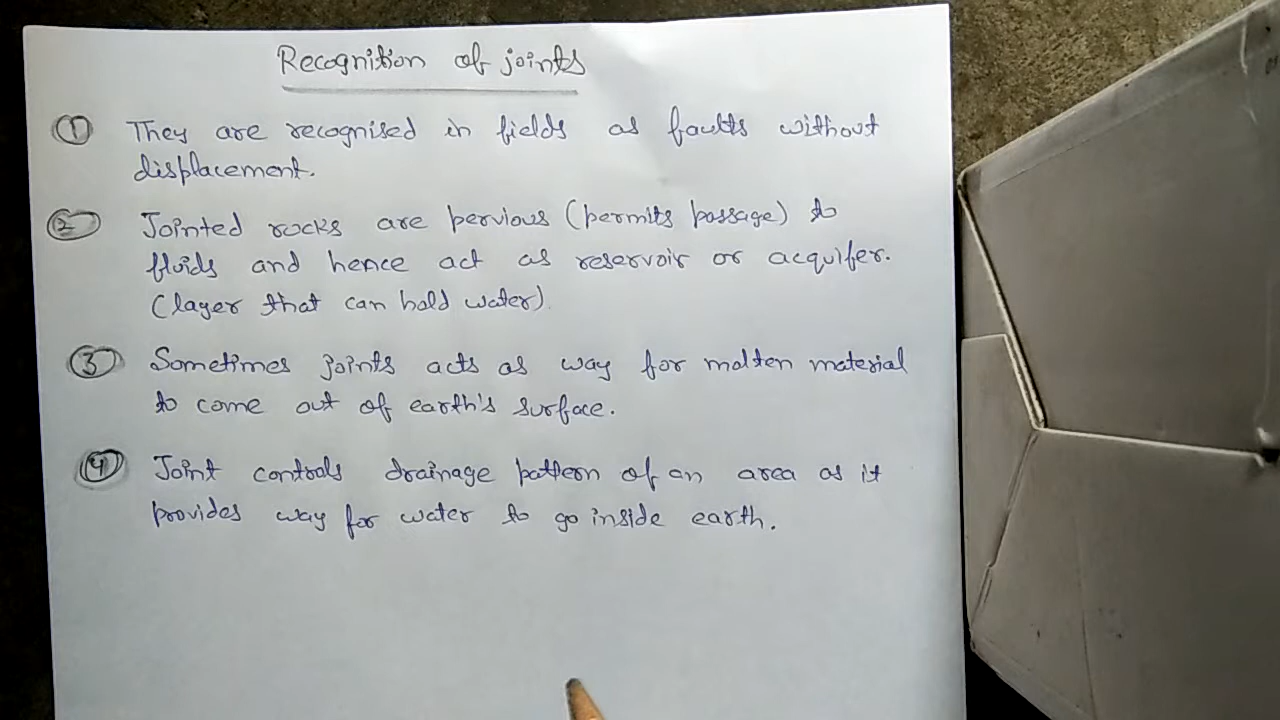 Recognition of joints
① They are recognised in fields as faults without
displacement.
② Jointed rocks are pervious (permits passage) to
fluids and hence act as reservoir or acquifer.
(layer that can hold water).
③ Sometimes joints acts as way for molten material
to come out of earth's surface.
④ Joint controls drainage pattern of an area as it
provides way for water to go inside earth.